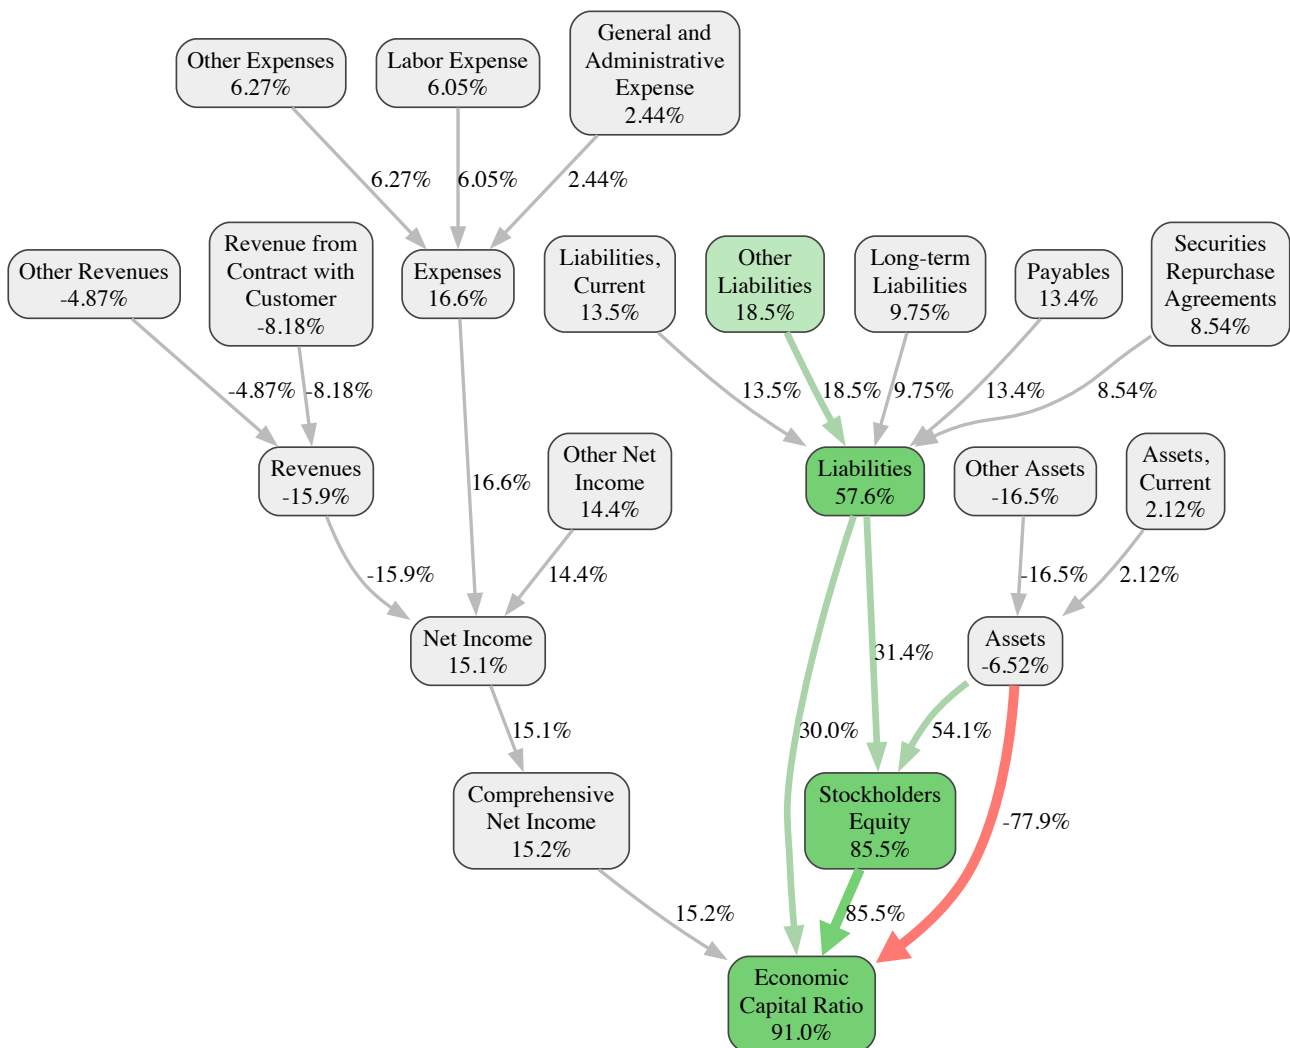 General and
Administrative
Expense
2.44%
Other Expenses
6.27%
Labor Expense
6.05%
6.27%
6.05%
2.44%
Other Revenues
-4.87%
Revenue from
Contract with
Customer
-8.18%
Expenses
16.6%
Liabilities,
Current
13.5%
Other
Liabilities
18.5%
Long-term
Liabilities
9.75%
Payables
13.4%
Securities
Repurchase
Agreements
8.54%
-4.87%
-8.18%
13.5%
18.5%
9.75%
13.4%
8.54%
Revenues
-15.9%
16.6%
Other Net
Income
14.4%
Liabilities
57.6%
Other Assets
-16.5%
Assets,
Current
2.12%
-15.9%
14.4%
-16.5%
2.12%
Net Income
15.1%
31.4%
Assets
-6.52%
15.1%
30.0%
54.1%
Comprehensive
Net Income
15.2%
Stockholders
Equity
85.5%
-77.9%
15.2%
85.5%
Economic
Capital Ratio
91.0%